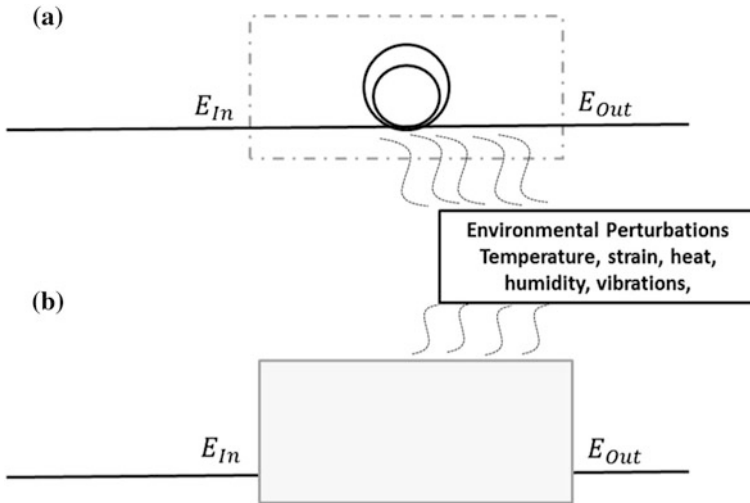 (a)
E_In
E_Out
Environmental Perturbations
Temperature, strain, heat,
humidity, vibrations,
(b)
E_In
E_Out